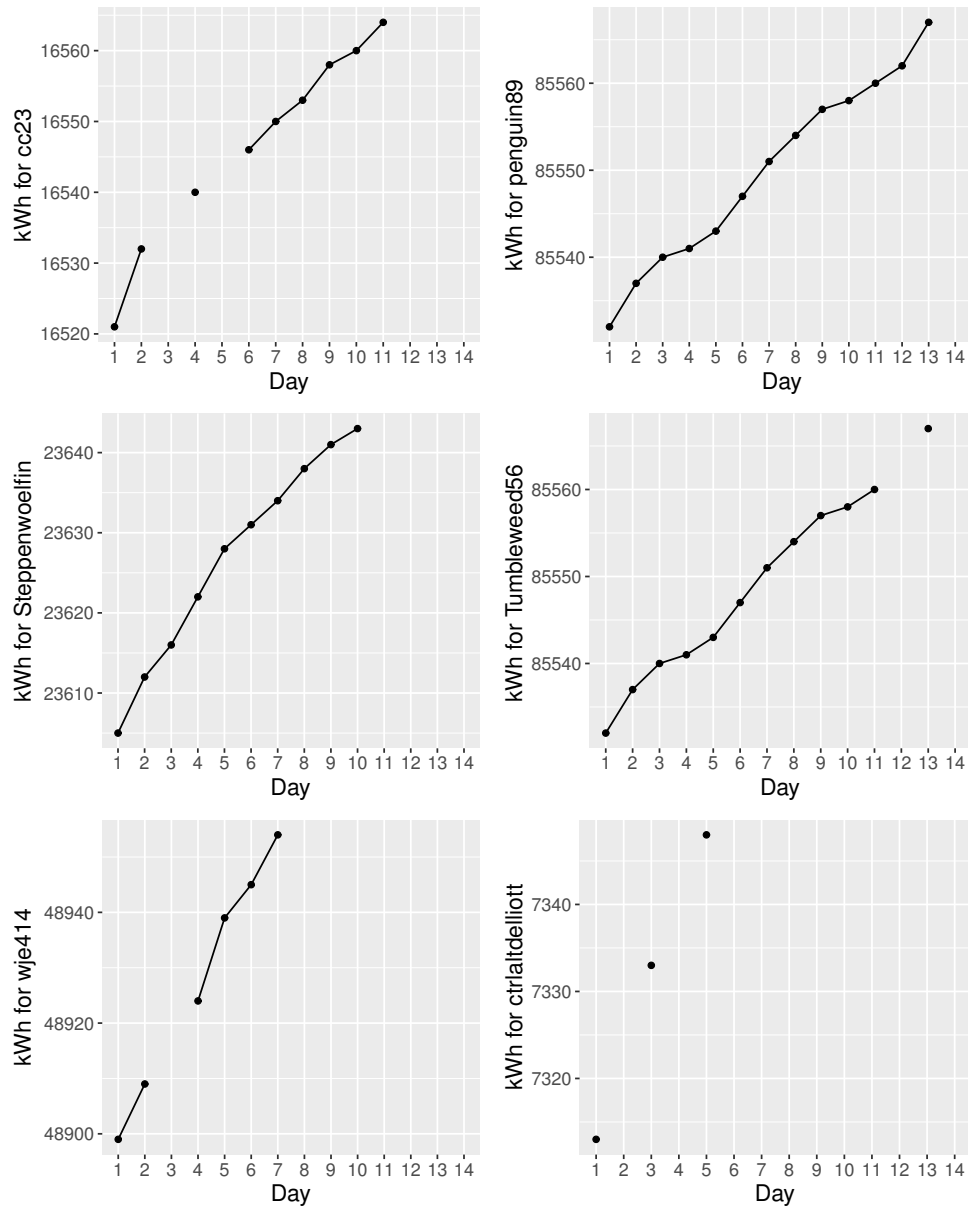 kWh for cc23
16560
16550
16540
16530
16520
1 2 3 4 5 6 7 8 9 10 11 12 13 14
Day
kWh for penguin89
85560
85550
85540
1 2 3 4 5 6 7 8 9 10 11 12 13 14
Day
kWh for Steppenwoelfin
23640
23630
23620
23610
1 2 3 4 5 6 7 8 9 10 11 12 13 14
Day
kWh for Tumbleweed56
85560
85550
85540
1 2 3 4 5 6 7 8 9 10 11 12 13 14
Day
kWh for wje414
48940
48920
48900
1 2 3 4 5 6 7 8 9 10 11 12 13 14
Day
kWh for ctrlaltdelliott
7340
7330
7320
1 2 3 4 5 6 7 8 9 10 11 12 13 14
Day